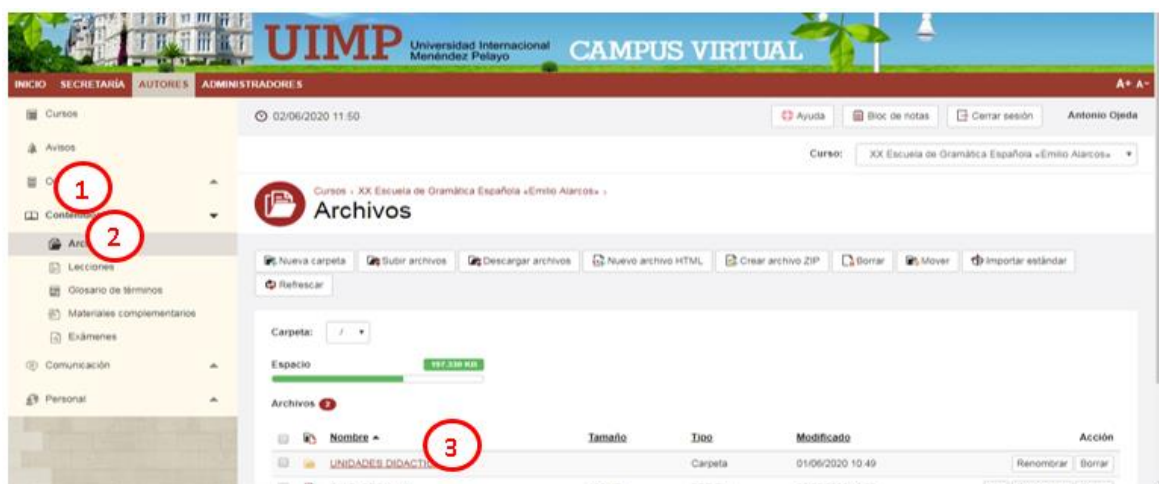 UIMP Universidad Internacional Menéndez Pelayo CAMPUS VIRTUAL
INICIO SECRETARÍA AUTORES ADMINISTRADORES A+ A-
Cursos
Avisos
1
2
Lecciones
Glosario de términos
Materiales complementarios
Exámenes
Comunicación
Personal
02/06/2020 11:50 Ayuda Bloc de notas Cerrar sesión Antonio Ojeda
Curso: XX Escuela de Gramática Española «Emilio Alarcos»
Cursos › XX Escuela de Gramática Española «Emilio Alarcos» ›
Archivos
Nueva carpeta Subir archivos Descargar archivos Nuevo archivo HTML Crear archivo ZIP Borrar Mover Importar estándar
Refrescar
Carpeta: /
Espacio 197.330 KB
Archivos 2
3
Nombre Tamaño Tipo Modificado Acción
UNIDADES Carpeta 01/06/2020 10:49 Renombrar Borrar